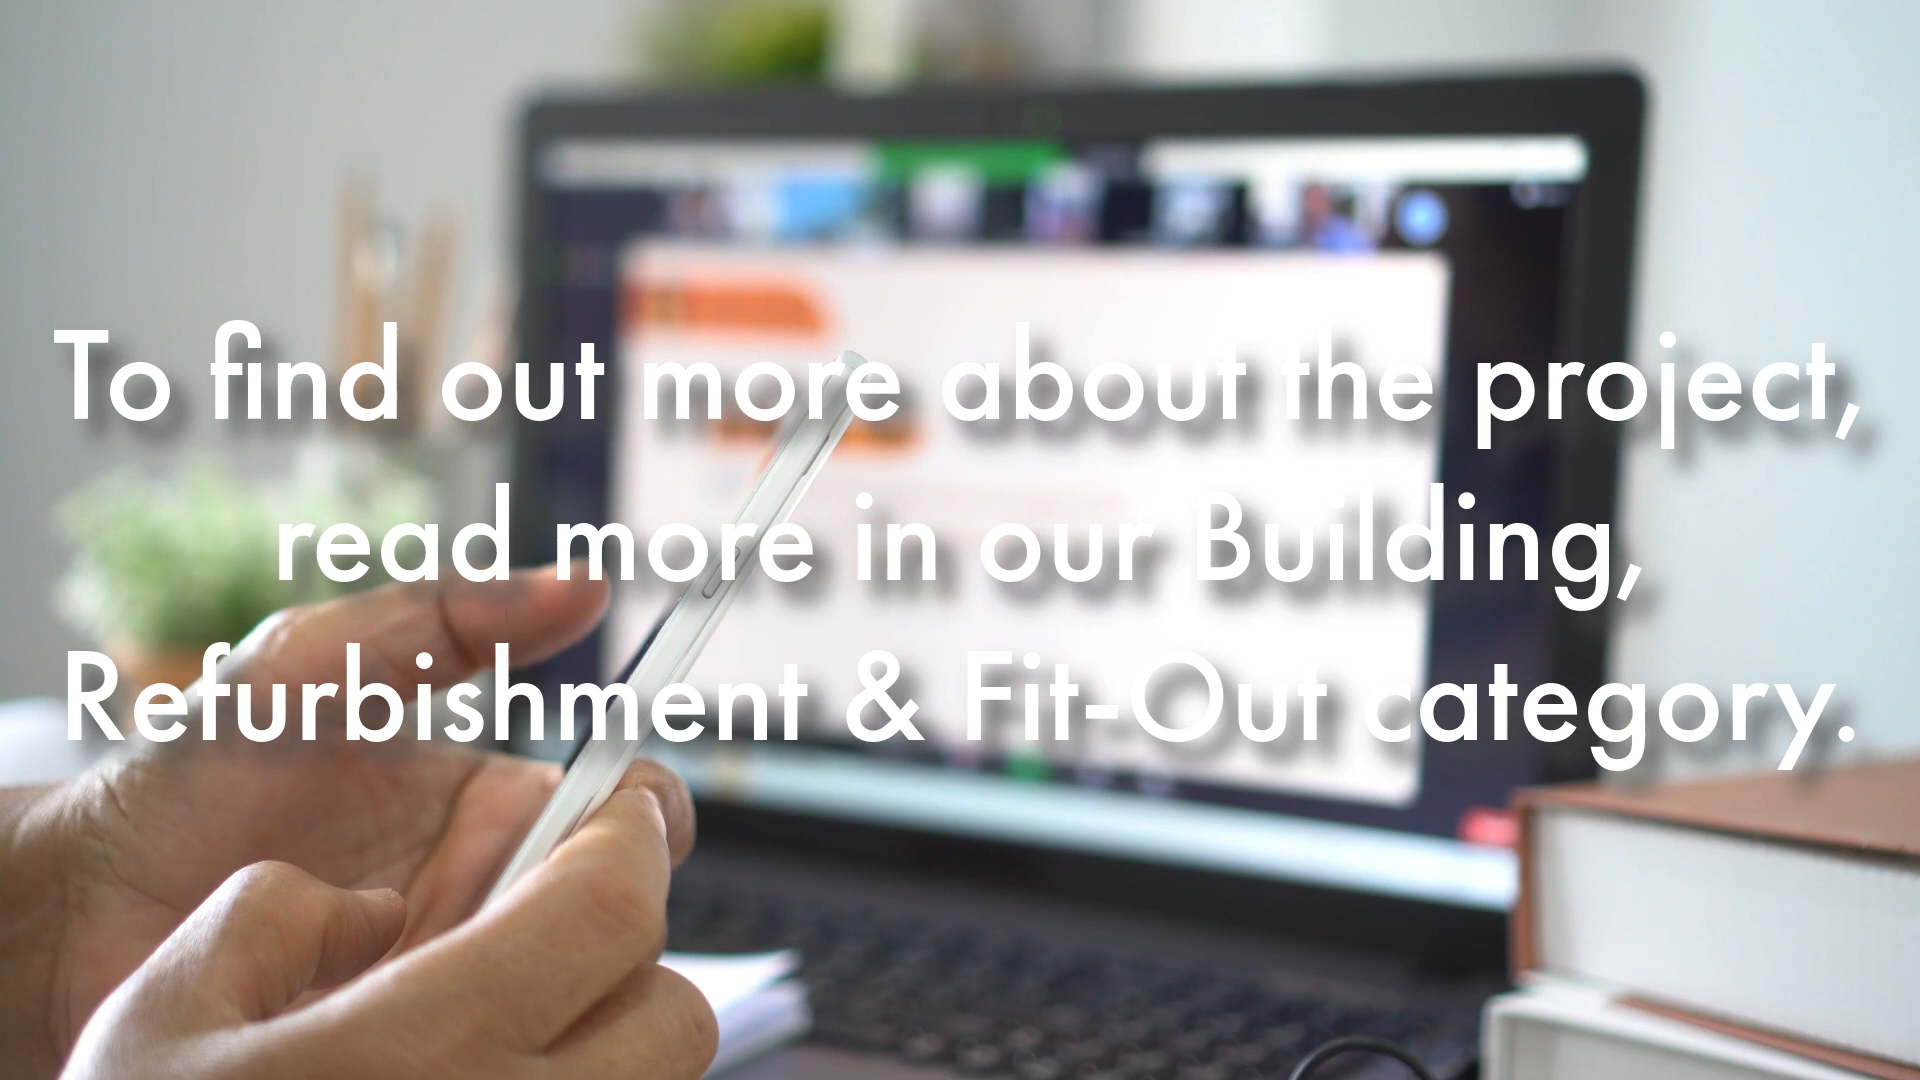 To find out more about the project,
read more in our Building,
Refurbishment & Fit-Out category.